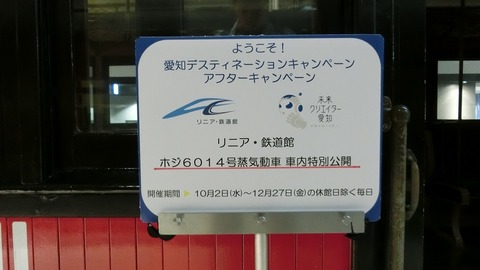 ようこそ！
愛知デスティネーションキャンペーン
アフターキャンペーン
リニア・鉄道館
未来
クリエイター
愛知
リニア・鉄道館
ホジ６０１４号蒸気動車 車内特別公開
開催期間 ▶ １０月２日(水)～１２月２７日(金)の休館日除く毎日